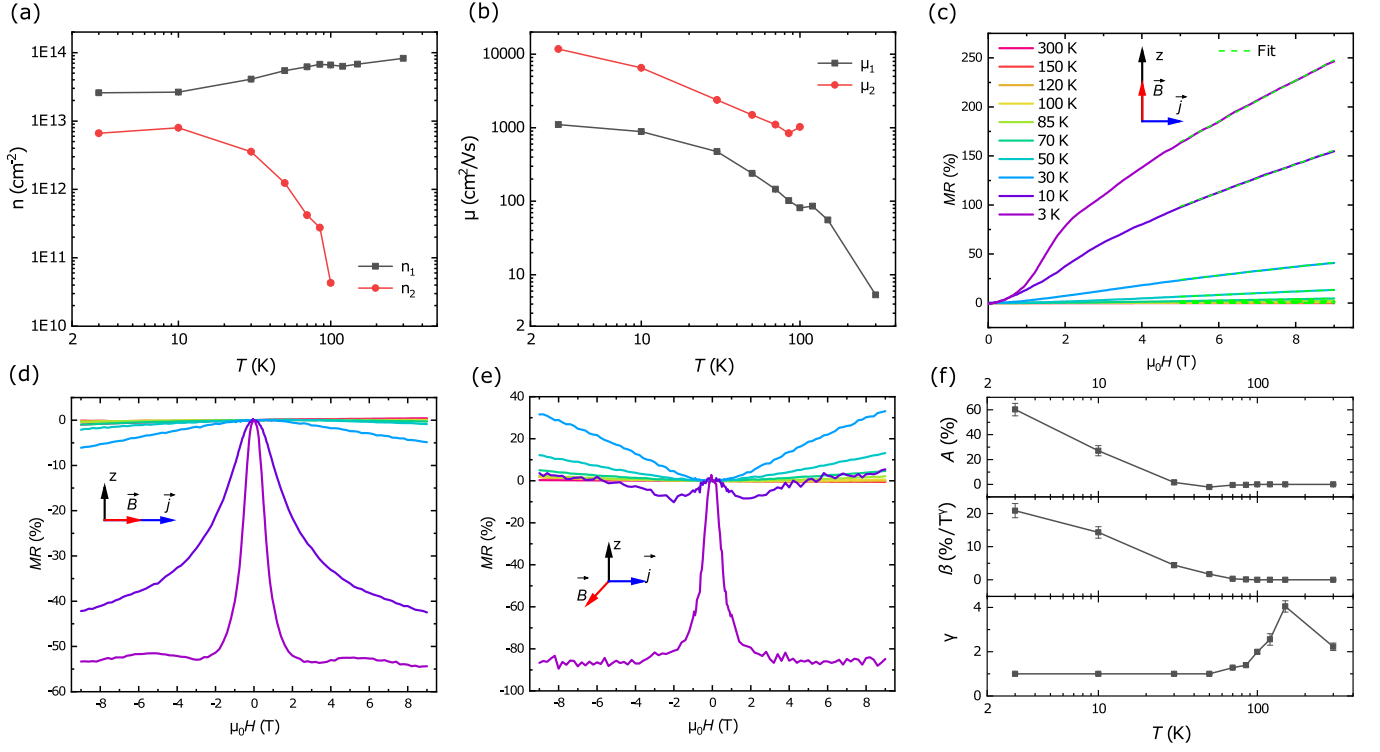 (a)
1E14
1E13
1E12
1E11
1E10
n (cm⁻²)
n₁
n₂
2 10 100
T (K)
(b)
10000
1000
100
10
2
μ (cm²/Vs)
μ₁
μ₂
2 10 100
T (K)
(c)
250
200
150
100
50
0
MR (%)
300 K
150 K
120 K
100 K
85 K
70 K
50 K
30 K
10 K
3 K
Fit
z
B
j
0 2 4 6 8
μ₀H (T)
(d)
0
-10
-20
-30
-40
-50
-60
MR (%)
z
B
j
-8 -6 -4 -2 0 2 4 6 8
μ₀H (T)
(e)
40
20
0
-20
-40
-60
-80
-100
MR (%)
z
B
j
-8 -6 -4 -2 0 2 4 6 8
μ₀H (T)
(f)
2 10 100
60
40
20
0
A (%)
20
10
0
β (% / Tᵞ)
4
2
0
γ
2 10 100
T (K)